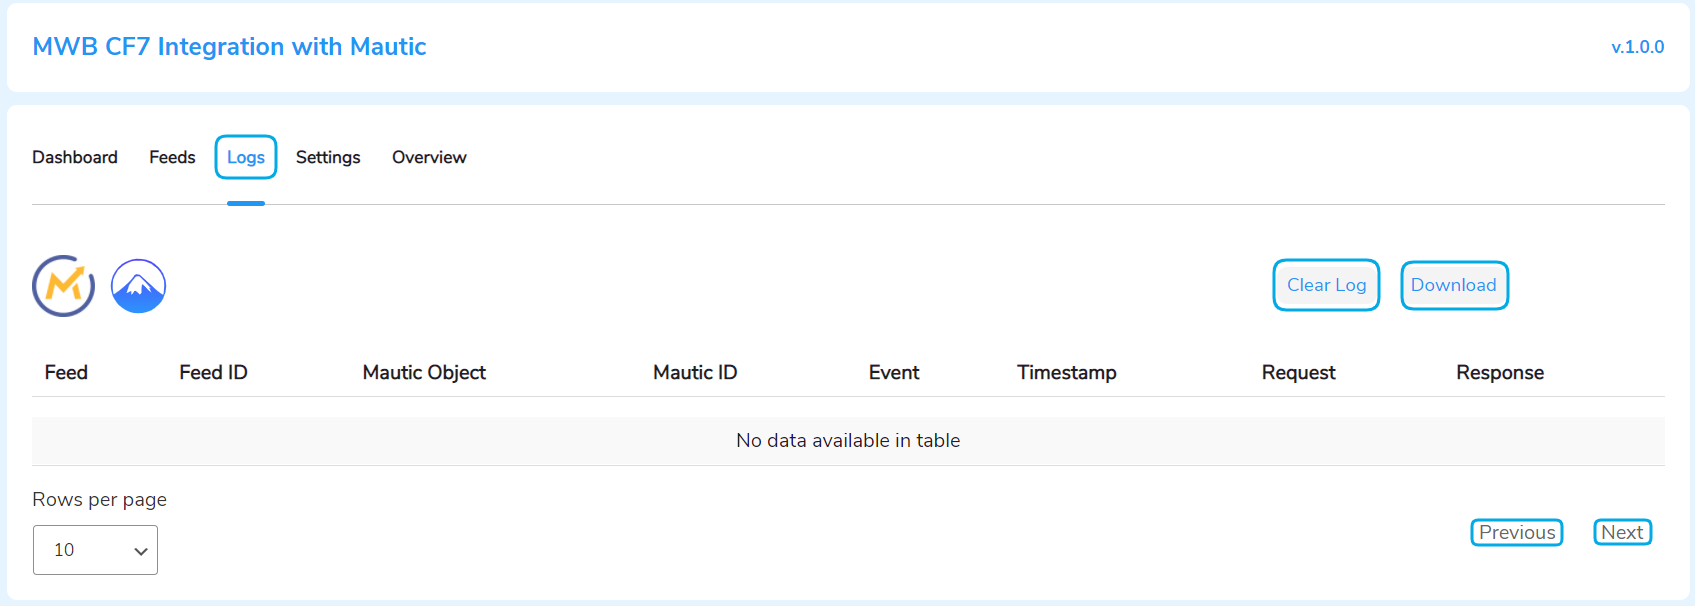 MWB CF7 Integration with Mautic v.1.0.0
Dashboard Feeds Logs Settings Overview
Clear Log Download
Feed Feed ID Mautic Object Mautic ID Event Timestamp Request Response
No data available in table
Rows per page
10
Previous Next